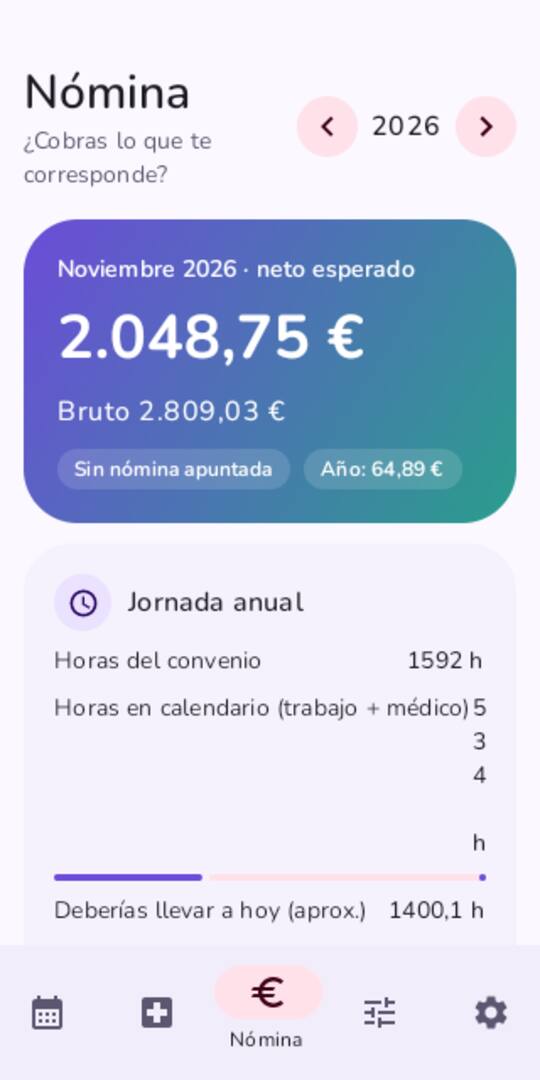 Nómina
¿Cobras lo que te
corresponde?
2026
Noviembre 2026 · neto esperado
2.048,75 €
Bruto 2.809,03 €
Sin nómina apuntada
Año: 64,89 €
Jornada anual
Horas del convenio 1592 h
Horas en calendario (trabajo + médico) 5
3
4
h
Deberías llevar a hoy (aprox.) 1400,1 h
€
Nómina